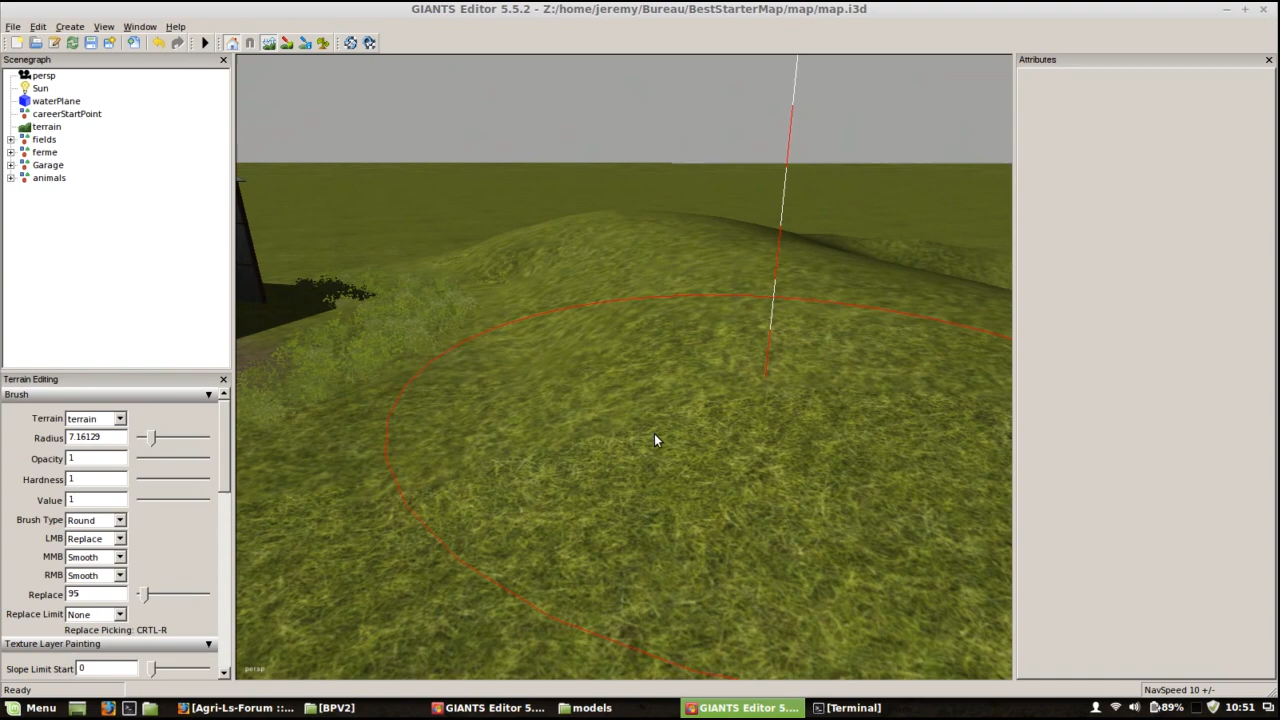 GIANTS Editor 5.5.2 - Z:/home/jeremy/Bureau/BestStarterMap/map/map.i3d
File Edit Create View Window Help
Scenegraph
persp
Sun
waterPlane
careerStartPoint
terrain
fields
ferme
Garage
animals
Terrain Editing
Brush
Terrain terrain
Radius 7.16129
Opacity 1
Hardness 1
Value 1
Brush Type Round
LMB Replace
MMB Smooth
RMB Smooth
Replace 95
Replace Limit None
Replace Picking: CRTL-R
Texture Layer Painting
Slope Limit Start 0
persp
Attributes
Ready
NavSpeed 10 +/-
Menu [Agri-Ls-Forum ::... [BPV2] GIANTS Editor 5.... models GIANTS Editor 5.... [Terminal] 89% 10:51